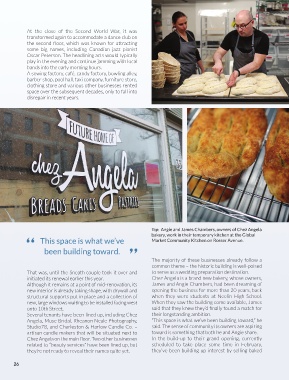 At the close of the Second World War, it was
transformed again to accommodate a dance club on
the second floor, which was known for attracting
some big names, including Canadian jazz pianist
Oscar Peterson. The headlining acts would typically
play in the evening and continue jamming with local
bands into the early morning hours.
A sewing factory, café, candy factory, bowling alley,
barber shop, pool hall, taxi company, furniture store,
clothing store and various other businesses rented
space over the subsequent decades, only to fall into
disrepair in recent years.
FUTURE HOME OF
chez
Angela
BREADS · CAKES PASTRIES
Top: Angie and James Chambers, owners of Chez Angela
bakery, work in their temporary kitchen at the Global
Market Community Kitchen on Rosser Avenue.
“ This space is what we've
been building toward. ”
That was, until the Sneath couple took it over and
initiated its renewal earlier this year.
Although it remains at a point of mid-renovation, its
new interior is already taking shape, with drywall and
structural supports put in place and a collection of
new, large windows waiting to be installed facing west
onto 10th Street.
Several tenants have been lined up, including Chez
Angela, Muse Bridal, Rheanon Nicole Photography,
Studio FB, and Charleston & Harlow Candle Co. –
artisan candle makers that will be situated next to
Chez Angela on the main floor. Two other businesses
related to "beauty services" have been lined up, but
they're not ready to reveal their names quite yet.
The majority of these businesses already follow a
common theme – the historic building is well-poised
to serve as a wedding preparation destination.
Chez Angela is a brand new bakery, whose owners,
James and Angie Chambers, had been dreaming of
opening the business for more than 20 years, back
when they were students at Neelin High School.
When they saw the building come available, James
said that they knew they'd finally found a match for
their longstanding ambition.
"This space is what we've been building toward," he
said. The sense of community co-owners are aspiring
toward is something that both he and Angie share.
In the build-up to their grand opening, currently
scheduled to take place some time in February,
they've been building up interest by selling baked
26